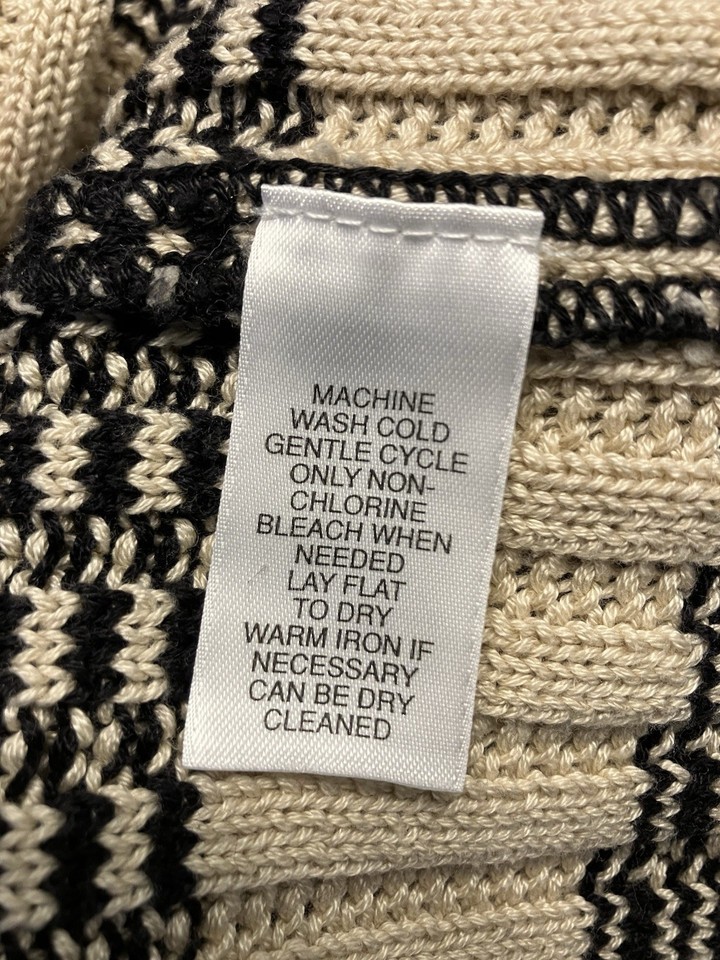 MACHINE
WASH COLD
GENTLE CYCLE
ONLY NON-
CHLORINE
BLEACH WHEN
NEEDED
LAY FLAT
TO DRY
WARM IRON IF
NECESSARY
CAN BE DRY
CLEANED